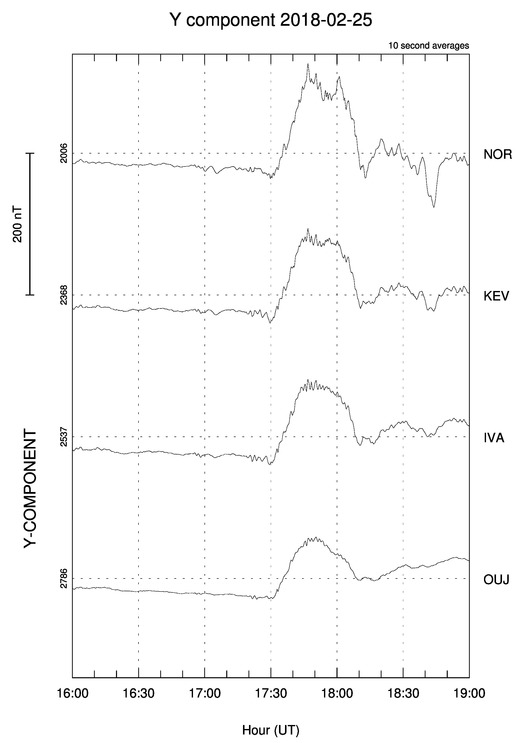 Y component 2018-02-25
10 second averages
2006
NOR
200 nT
2368
KEV
2537
IVA
Y-COMPONENT
2786
OUJ
16:00 16:30 17:00 17:30 18:00 18:30 19:00
Hour (UT)